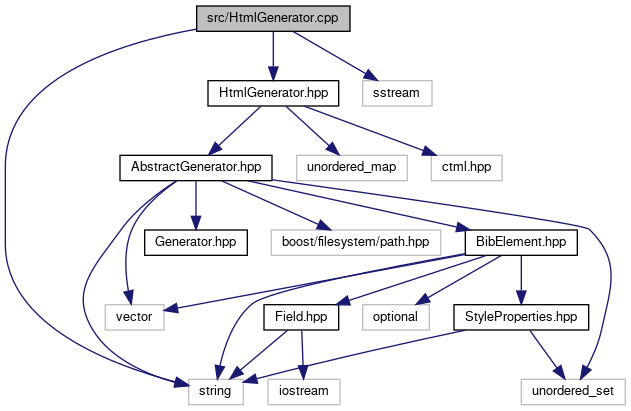 src/HtmlGenerator.cpp
HtmlGenerator.hpp
sstream
AbstractGenerator.hpp
unordered_map
ctml.hpp
Generator.hpp
boost/filesystem/path.hpp
BibElement.hpp
vector
Field.hpp
optional
StyleProperties.hpp
string
iostream
unordered_set